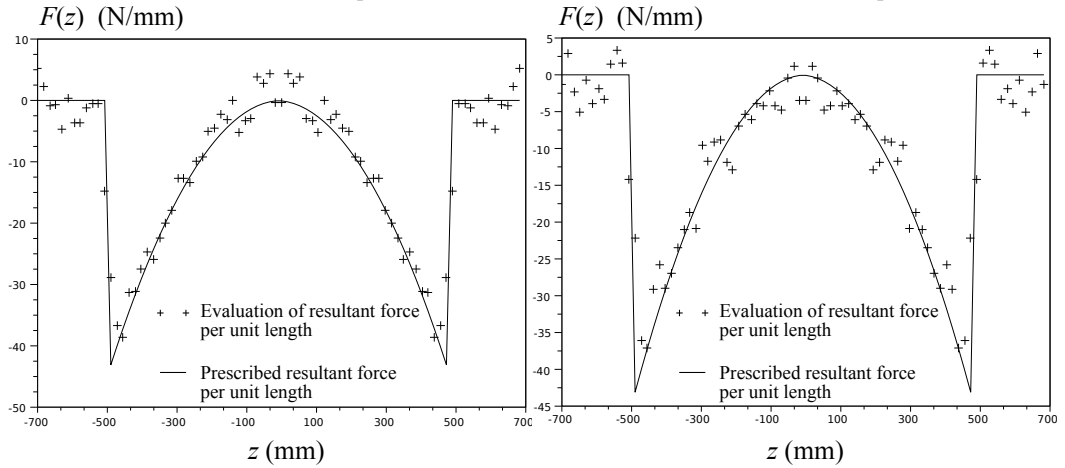 F(z) (N/mm)
10
0
-10
-20
-30
-40
-50
-700
-500
-300
-100
100
300
500
700
z (mm)
Evaluation of resultant force
per unit length
Prescribed resultant force
per unit length
F(z) (N/mm)
5
0
-5
-10
-15
-20
-25
-30
-35
-40
-45
-700
-500
-300
-100
100
300
500
700
z (mm)
Evaluation of resultant force
per unit length
Prescribed resultant force
per unit length